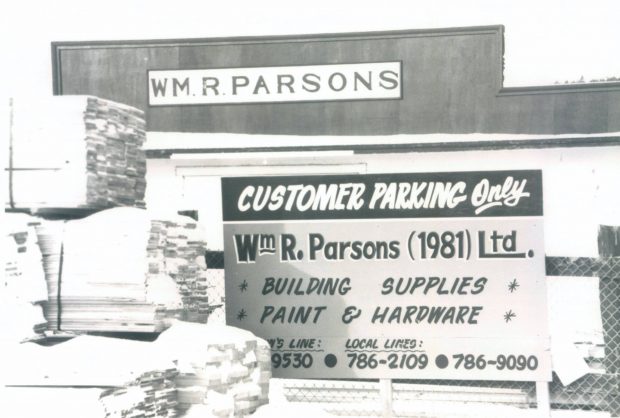 WM. R. PARSONS
CUSTOMER PARKING Only
Wm R. Parsons (1981) Ltd.
* BUILDING SUPPLIES *
* PAINT & HARDWARE *
LINE: LOCAL LINES:
9530 ● 786-2109 ● 786-9090